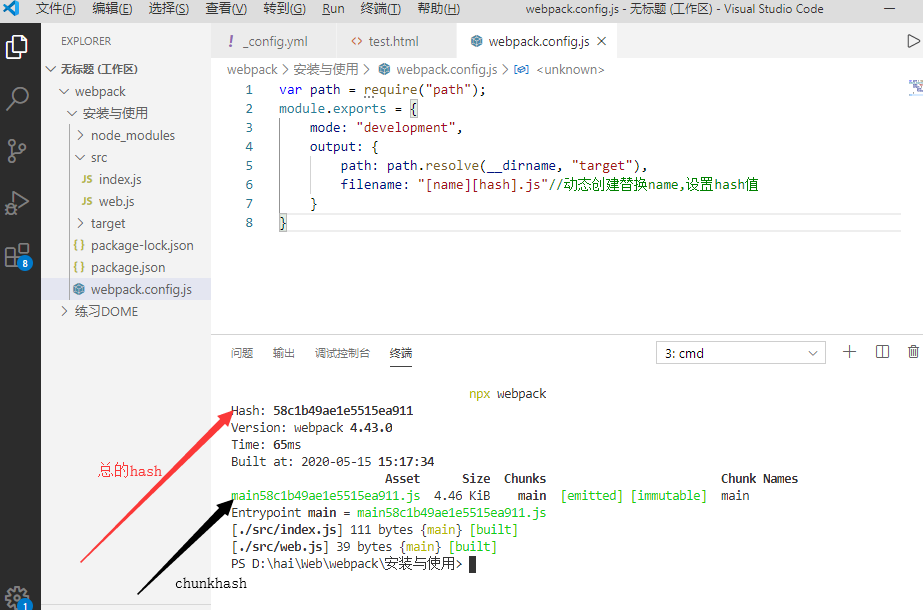 文件(F) 编辑(E) 选择(S) 查看(V) 转到(G) Run 终端(T) 帮助(H) webpack.config.js - 无标题 (工作区) - Visual Studio Code
EXPLORER
无标题 (工作区)
webpack
安装与使用
node_modules
src
JS index.js
JS web.js
target
{} package-lock.json
{} package.json
webpack.config.js
练习DOME
8
1
! _config.yml <> test.html webpack.config.js ×
webpack > 安装与使用 > webpack.config.js > <unknown>
1 var path = require("path");
2 module.exports = {
3 mode: "development",
4 output: {
5 path: path.resolve(__dirname, "target"),
6 filename: "[name][hash].js"//动态创建替换name,设置hash值
7 }
8 }
问题 输出 调试控制台 终端 3: cmd
npx webpack
Hash: 58c1b49ae1e5515ea911
Version: webpack 4.43.0
Time: 65ms
Built at: 2020-05-15 15:17:34
Asset Size Chunks Chunk Names
main58c1b49ae1e5515ea911.js 4.46 KiB main [emitted] [immutable] main
Entrypoint main = main58c1b49ae1e5515ea911.js
[./src/index.js] 111 bytes {main} [built]
[./src/web.js] 39 bytes {main} [built]
PS D:\hai\Web\webpack\安装与使用>
总的hash
chunkhash